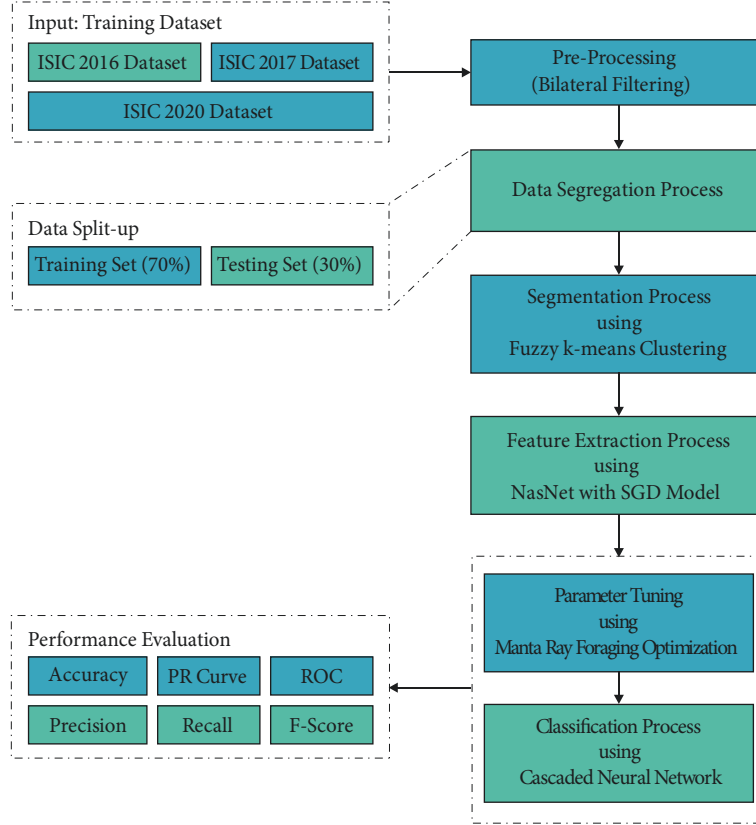 Input: Training Dataset
ISIC 2016 Dataset
ISIC 2017 Dataset
ISIC 2020 Dataset
Pre-Processing
(Bilateral Filtering)
Data Segregation Process
Data Split-up
Training Set (70%)
Testing Set (30%)
Segmentation Process
using
Fuzzy k-means Clustering
Feature Extraction Process
using
NasNet with SGD Model
Parameter Tuning
using
Manta Ray Foraging Optimization
Classification Process
using
Cascaded Neural Network
Performance Evaluation
Accuracy
PR Curve
ROC
Precision
Recall
F-Score